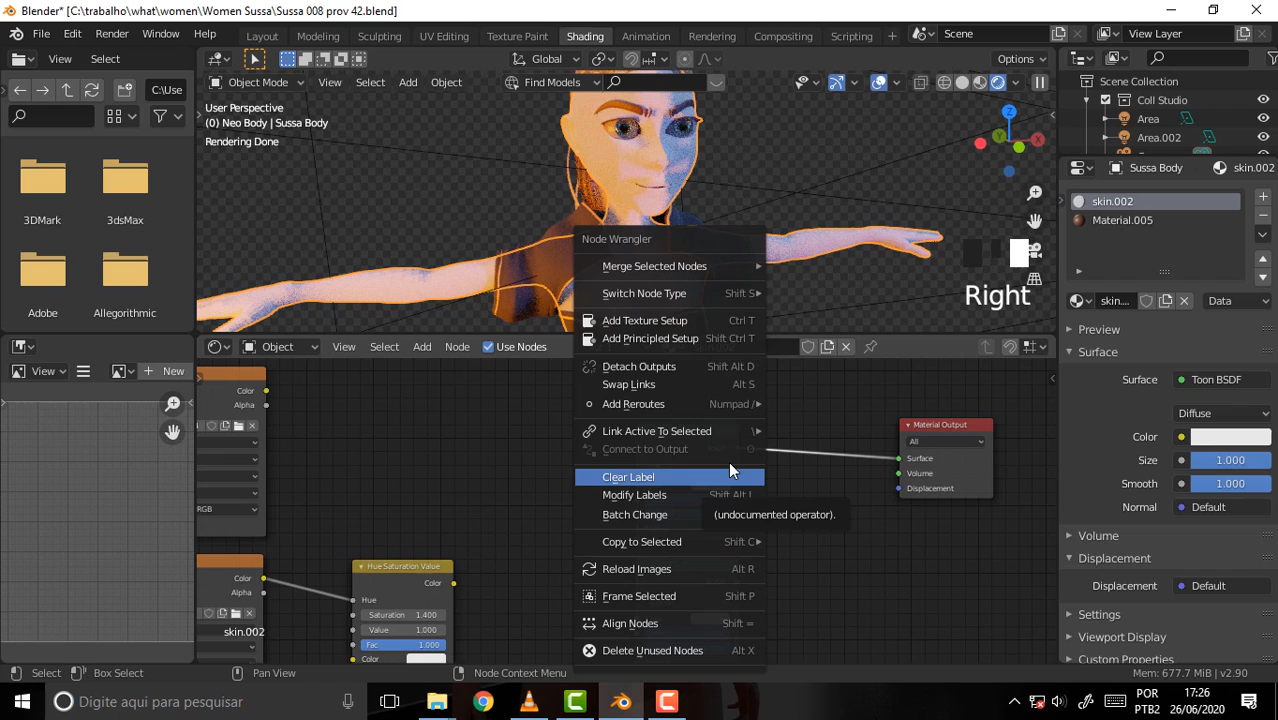 Blender* [C:\trabalho\what\women\Women Sussa\Sussa 008 prov 42.blend]
File Edit Render Window Help Layout Modeling Sculpting UV Editing Texture Paint Shading Animation Rendering Compositing Scripting + Scene View Layer
View Select
Global
Options
C:\Use
Object Mode View Select Add Object Find Models
User Perspective
(0) Neo Body | Sussa Body
Rendering Done
Z
Y
X
Scene Collection
Coll Studio
Area
Area.002
3DMark
3dsMax
Adobe
Allegorithmic
Sussa Body
skin.002
skin.002
Material.005
skin....
Data
Right
Node Wrangler
Merge Selected Nodes
Switch Node Type Shift S
Add Texture Setup Ctrl T
Add Principled Setup Shift Ctrl T
Detach Outputs Shift Alt D
Swap Links Alt S
Add Reroutes Numpad /
Link Active To Selected \
Connect to Output O
Clear Label
Modify Labels Shift Alt L
Batch Change
(undocumented operator).
Copy to Selected Shift C
Reload Images Alt R
Frame Selected Shift P
Align Nodes Shift =
Delete Unused Nodes Alt X
View
New
Object View Select Add Node Use Nodes
Color
Alpha
RGB
Color
Alpha
skin.002
Hue Saturation Value
Color
Hue
Saturation 1.400
Value 1.000
Fac 1.000
Color
Material Output
All
Surface
Volume
Displacement
Preview
Surface
Surface Toon BSDF
Diffuse
Color
Size 1.000
Smooth 1.000
Normal Default
Volume
Displacement
Displacement Default
Settings
Viewport Display
Custom Properties
Select Box Select Pan View Node Context Menu Mem: 677.7 MiB | v2.90
Digite aqui para pesquisar
POR
PTB2
17:26
26/06/2020